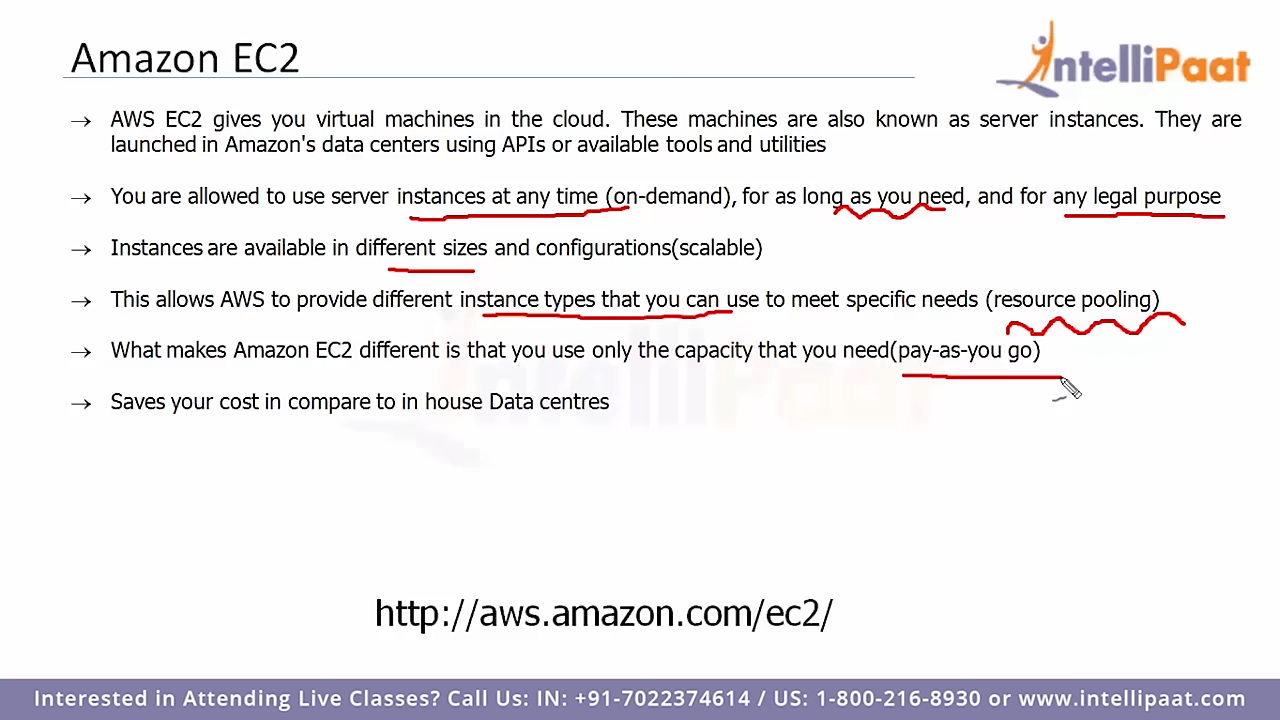 Amazon EC2
IntelliPaat
→ AWS EC2 gives you virtual machines in the cloud. These machines are also known as server instances. They are
launched in Amazon's data centers using APIs or available tools and utilities
→ You are allowed to use server instances at any time (on-demand), for as long as you need, and for any legal purpose
→ Instances are available in different sizes and configurations(scalable)
→ This allows AWS to provide different instance types that you can use to meet specific needs (resource pooling)
→ What makes Amazon EC2 different is that you use only the capacity that you need(pay-as-you go)
→ Saves your cost in compare to in house Data centres
IntelliPaat
http://aws.amazon.com/ec2/
Interested in Attending Live Classes? Call Us: IN: +91-7022374614 / US: 1-800-216-8930 or www.intellipaat.com